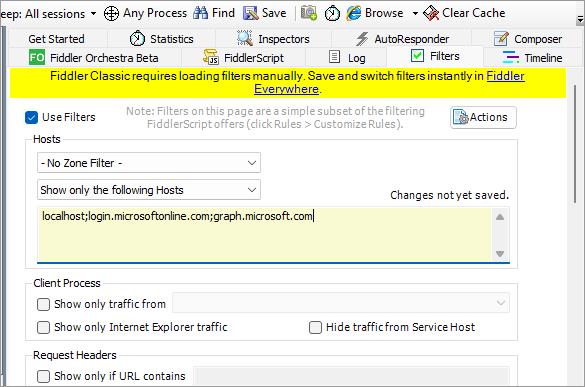 eep: All sessions Any Process Find Save Browse Clear Cache
Get Started Statistics Inspectors AutoResponder Composer
FO Fiddler Orchestra Beta JS FiddlerScript Log Filters Timeline
Fiddler Classic requires loading filters manually. Save and switch filters instantly in Fiddler
Everywhere.
Use Filters
Note: Filters on this page are a simple subset of the filtering
FiddlerScript offers (click Rules > Customize Rules).
Actions
Hosts
- No Zone Filter -
Show only the following Hosts
Changes not yet saved.
localhost;login.microsoftonline.com;graph.microsoft.com
Client Process
Show only traffic from
Show only Internet Explorer traffic Hide traffic from Service Host
Request Headers
Show only if URL contains